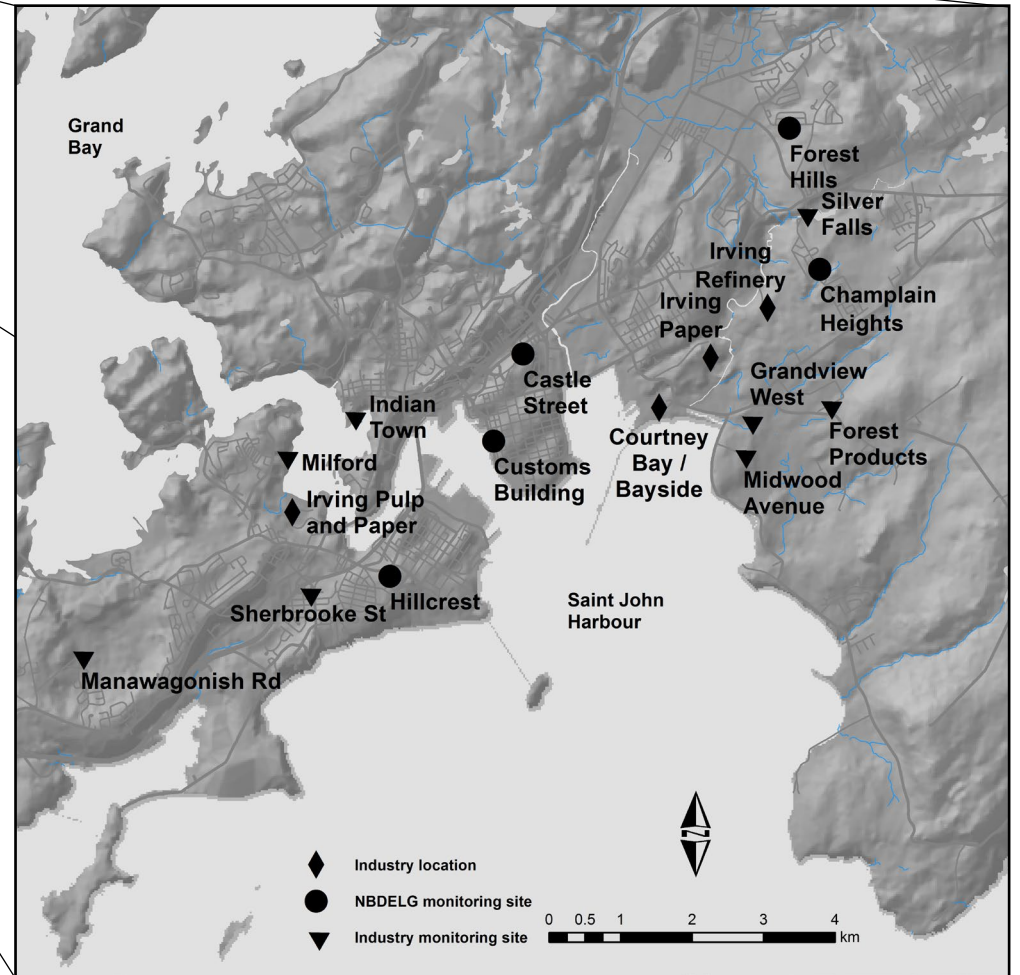 Grand
Bay
Forest
Hills
Silver
Falls
Irving
Refinery
Champlain
Heights
Irving
Paper
Grandview
West
Castle
Street
Indian
Town
Forest
Products
Courtney
Bay /
Bayside
Milford
Customs
Building
Midwood
Avenue
Irving Pulp
and Paper
Hillcrest
Sherbrooke St
Saint John
Harbour
Manawagonish Rd
N
Industry location
NBDELG monitoring site
Industry monitoring site
0 0.5 1 2 3 4
km